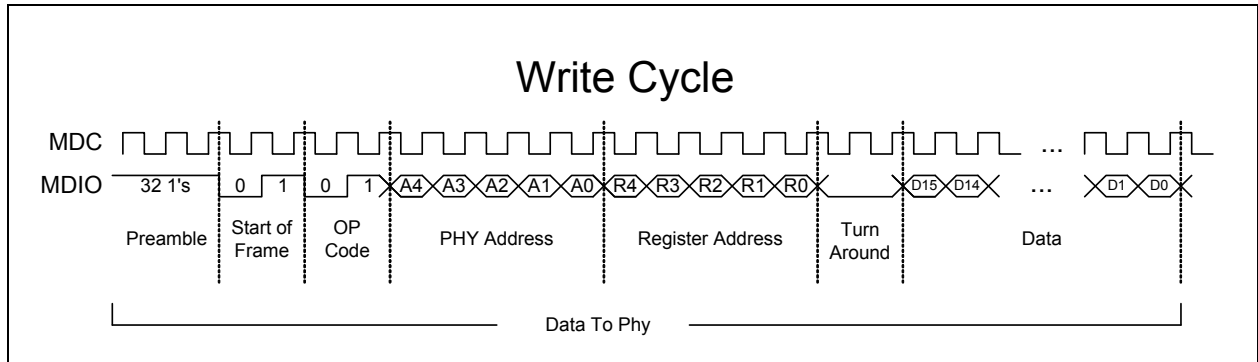 Write Cycle
MDC
...
MDIO 32 1's 0 1 0 1 A4 A3 A2 A1 A0 R4 R3 R2 R1 R0 D15 D14 ... D1 D0
Preamble Start of Frame OP Code PHY Address Register Address Turn Around Data
Data To Phy